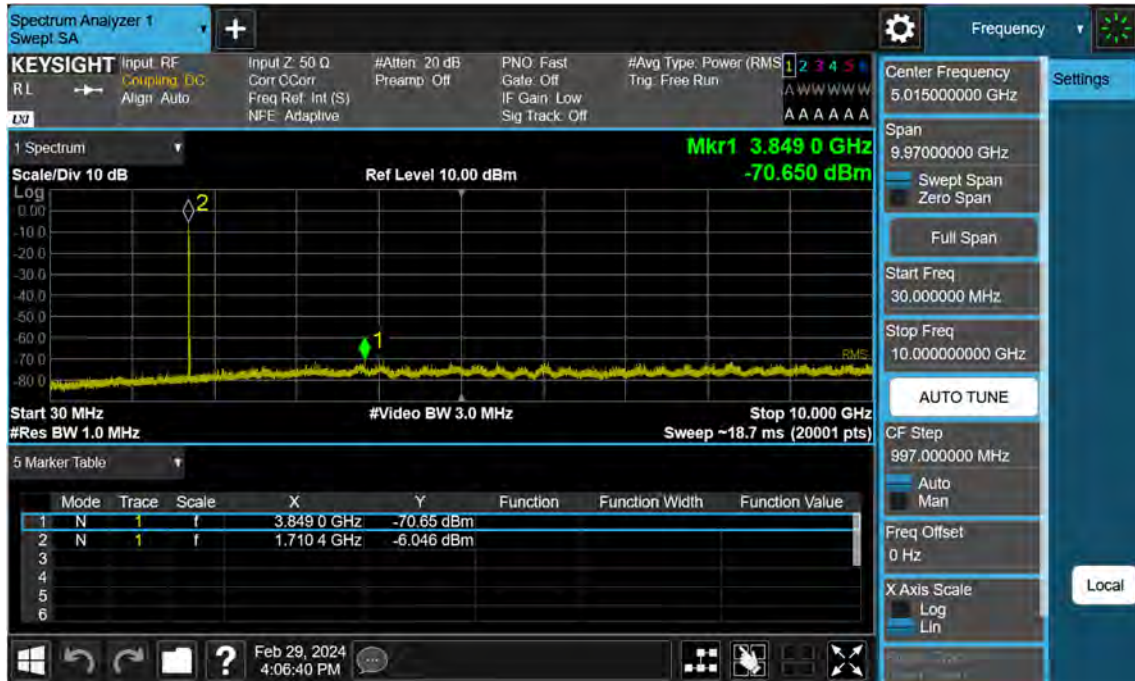 Spectrum Analyzer 1
Swept SA
Frequency
KEYSIGHT
RL
LXI
Input: RF
Coupling: DC
Align: Auto
Input Z: 50 Ω
Corr CCorr
Freq Ref: Int (S)
NFE: Adaptive
#Atten: 20 dB
Preamp: Off
PNO: Fast
Gate: Off
IF Gain: Low
Sig Track: Off
#Avg Type: Power (RMS
Trig: Free Run
1 2 3 4 5 6
A W W W W W
A A A A A A
1 Spectrum
Mkr1 3.849 0 GHz
-70.650 dBm
Scale/Div 10 dB
Ref Level 10.00 dBm
Log
0.00
-10.0
-20.0
-30.0
-40.0
-50.0
-60.0
-70.0
-80.0
2
1
RMS
Start 30 MHz
#Video BW 3.0 MHz
Stop 10.000 GHz
#Res BW 1.0 MHz
Sweep ~18.7 ms (20001 pts)
5 Marker Table
Mode Trace Scale X Y Function Function Width Function Value
1 N 1 f 3.849 0 GHz -70.65 dBm
2 N 1 f 1.710 4 GHz -6.046 dBm
3
4
5
6
Feb 29, 2024
4:06:40 PM
Center Frequency
5.015000000 GHz
Span
9.97000000 GHz
Swept Span
Zero Span
Full Span
Start Freq
30.000000 MHz
Stop Freq
10.000000000 GHz
AUTO TUNE
CF Step
997.000000 MHz
Auto
Man
Freq Offset
0 Hz
X Axis Scale
Log
Lin
Settings
Local